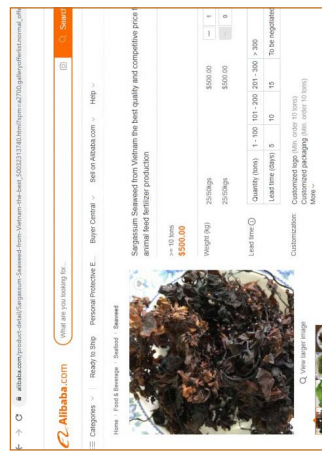 alibaba.com/product-detail/Sargassum-Seaweed-from-Vietnam-the-best_50032313740.html?spm=a2700.galleryofferlist.normal_offe
Alibaba.com
What are you looking for...
Search
Categories
Ready to Ship
Personal Protective E...
Buyer Central
Sell on Alibaba.com
Help
Home
Food & Beverage
Seafood
Seaweed
Sargassum Seaweed from Vietnam the best quality and competitive price f
animal feed fertilizer production
>= 10 tons
$500.00
Weight (kg)
25/50kgs $500.00 1
25/50kgs $500.00 0
Lead time
Quantity (tons) 1 - 100 101 - 200 201 - 300 > 300
Lead time (days) 5 10 15 To be negotiated
Customization:
Customized logo (Min. order 10 tons)
Customized packaging (Min. order 10 tons)
More
View larger image